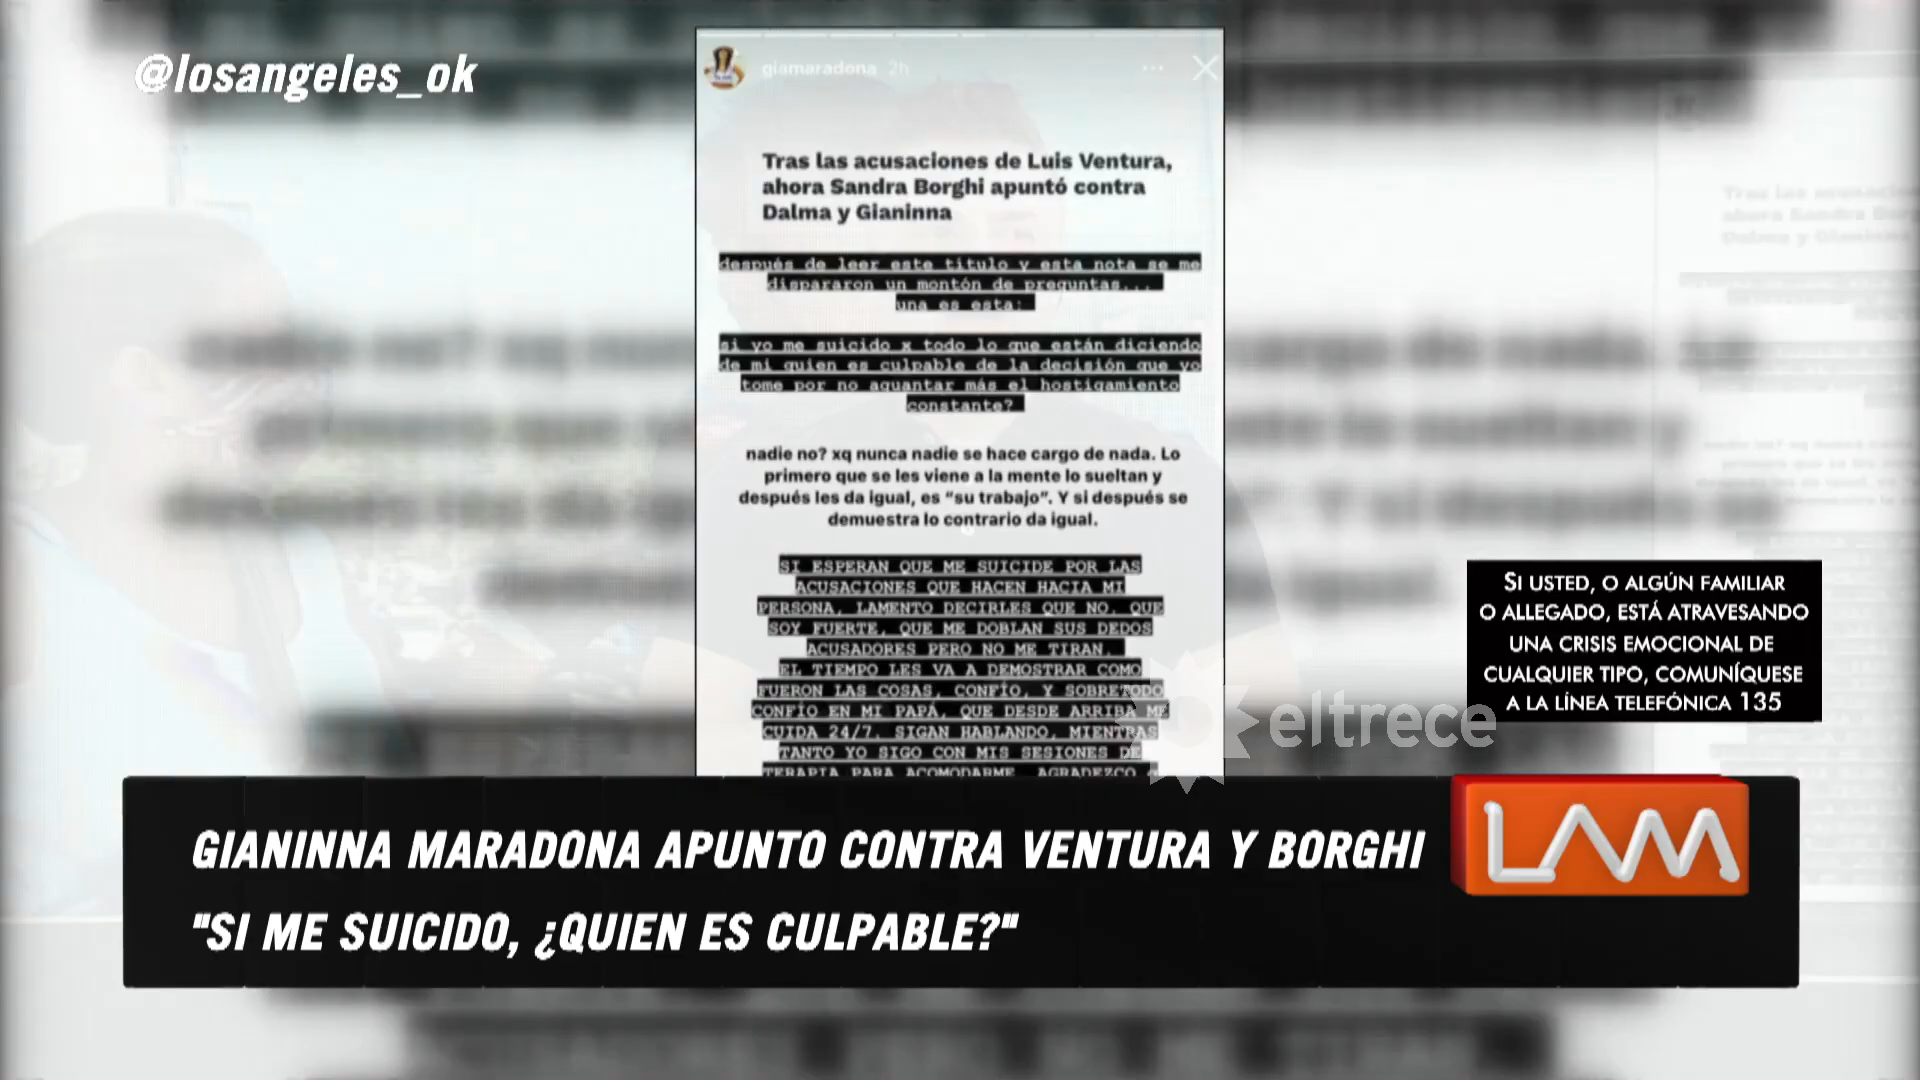 @losangeles_ok
giamaradona 2h
Tras las acusaciones de Luis Ventura,
ahora Sandra Borghi apuntó contra
Dalma y Gianinna
después de leer este título y esta nota se me
dispararon un montón de preguntas...
una es esta:
si yo me suicido x todo lo que están diciendo
de mi quien es culpable de la decisión que yo
tome por no aguantar más el hostigamiento
constante?
nadie no? xq nunca nadie se hace cargo de nada. Lo
primero que se les viene a la mente lo sueltan y
después les da igual, es “su trabajo”. Y si después se
demuestra lo contrario da igual.
SI ESPERAN QUE ME SUICIDE POR LAS
ACUSACIONES QUE HACEN HACIA MI
PERSONA, LAMENTO DECIRLES QUE NO, QUE
SOY FUERTE, QUE ME DOBLAN SUS DEDOS
ACUSADORES PERO NO ME TIRAN.
EL TIEMPO LES VA A DEMOSTRAR COMO
FUERON LAS COSAS, CONFÍO, Y SOBRETODO
CONFÍO EN MI PAPÁ, QUE DESDE ARRIBA ME
CUIDA 24/7. SIGAN HABLANDO, MIENTRAS
TANTO YO SIGO CON MIS SESIONES DE
TERAPIA PARA ACOMODARME, AGRADEZCO
SI USTED, O ALGÚN FAMILIAR
O ALLEGADO, ESTÁ ATRAVESANDO
UNA CRISIS EMOCIONAL DE
CUALQUIER TIPO, COMUNÍQUESE
A LA LÍNEA TELEFÓNICA 135
eltrece
GIANINNA MARADONA APUNTO CONTRA VENTURA Y BORGHI
"SI ME SUICIDO, ¿QUIEN ES CULPABLE?"
LAM